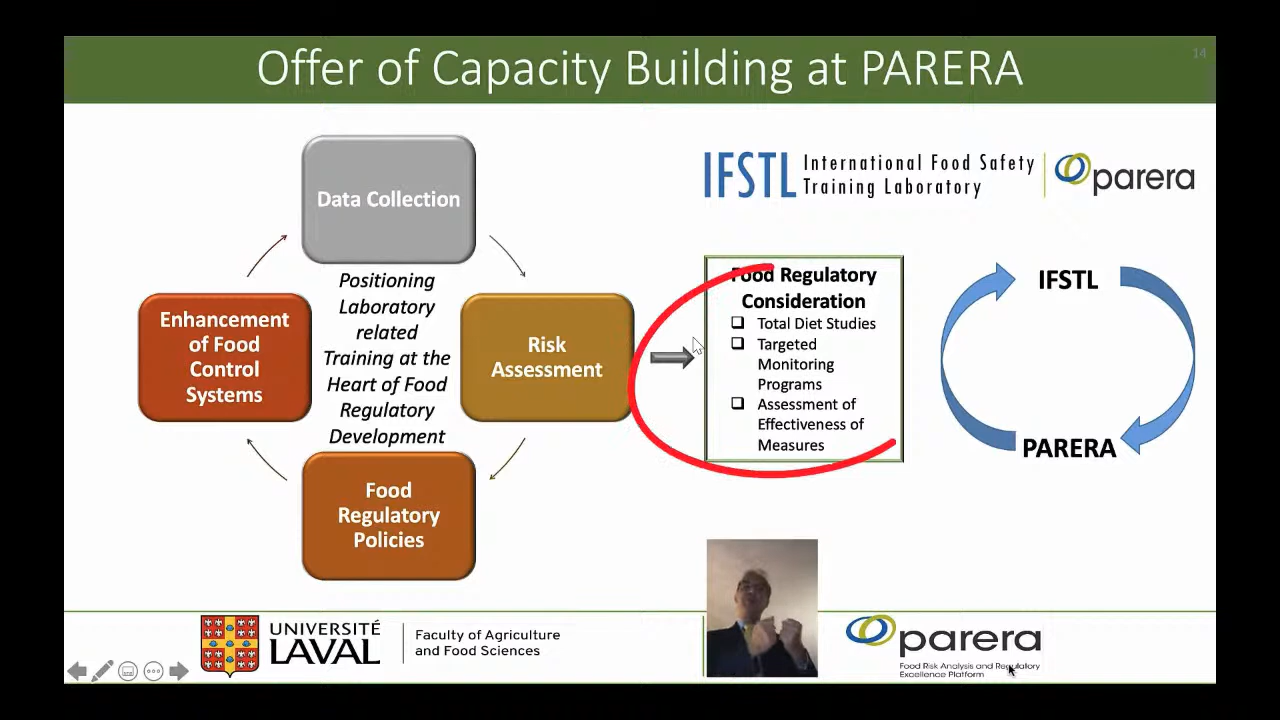 Offer of Capacity Building at PARERA
14
Data Collection
IFSTL
International Food Safety
Training Laboratory
parera
Positioning
Laboratory
related
Training at the
Heart of Food
Regulatory
Development
Enhancement
of Food
Control
Systems
Risk
Assessment
Food
Regulatory
Policies
Food Regulatory
Consideration
❑ Total Diet Studies
❑ Targeted
Monitoring
Programs
❑ Assessment of
Effectiveness of
Measures
IFSTL
PARERA
UNIVERSITÉ
LAVAL
Faculty of Agriculture
and Food Sciences
parera
Food Risk Analysis and Regulatory
Excellence Platform